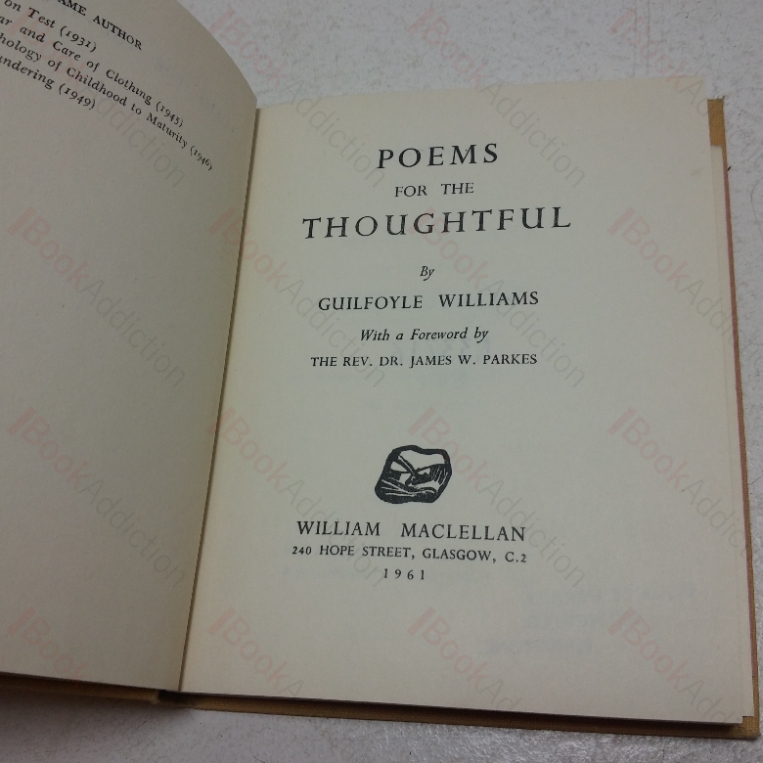 AME AUTHOR
on Test (1931)
ar and Care of Clothing (1945)
hology of Childhood to Maturity (1946)
undering (1949)
POEMS
FOR THE
THOUGHTFUL
By
GUILFOYLE WILLIAMS
With a Foreword by
THE REV. DR. JAMES W. PARKES
WILLIAM MACLELLAN
240 HOPE STREET, GLASGOW, C.2
1961
BookAddiction